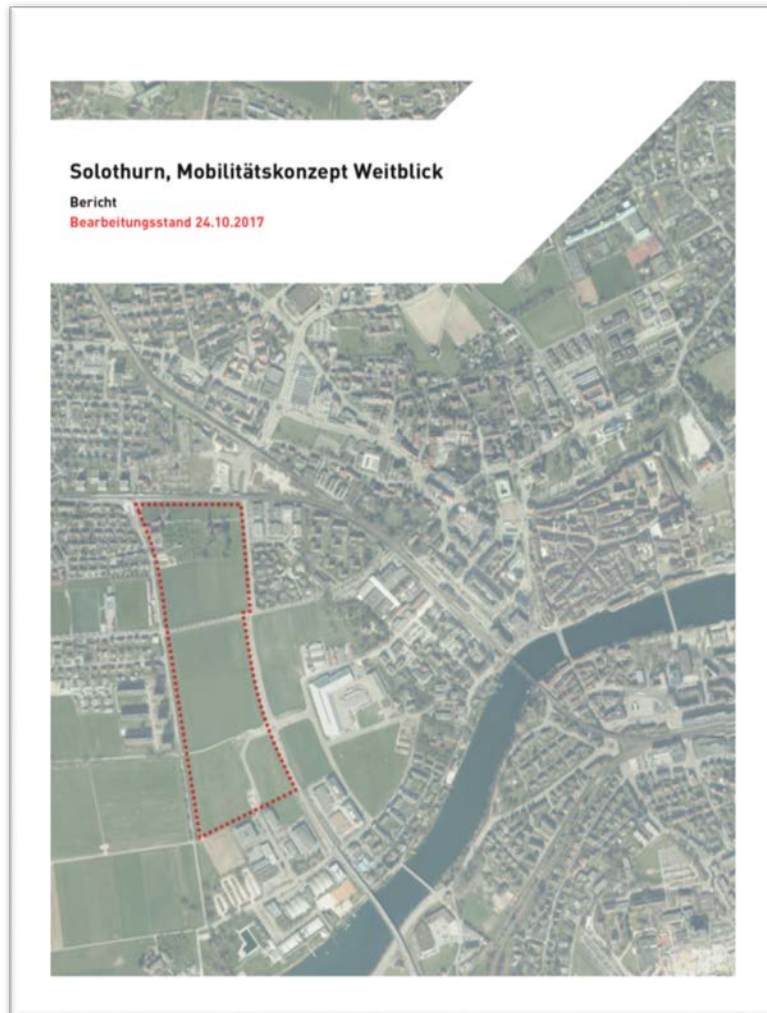 Solothurn, Mobilitätskonzept Weitblick
Bericht
Bearbeitungsstand 24.10.2017